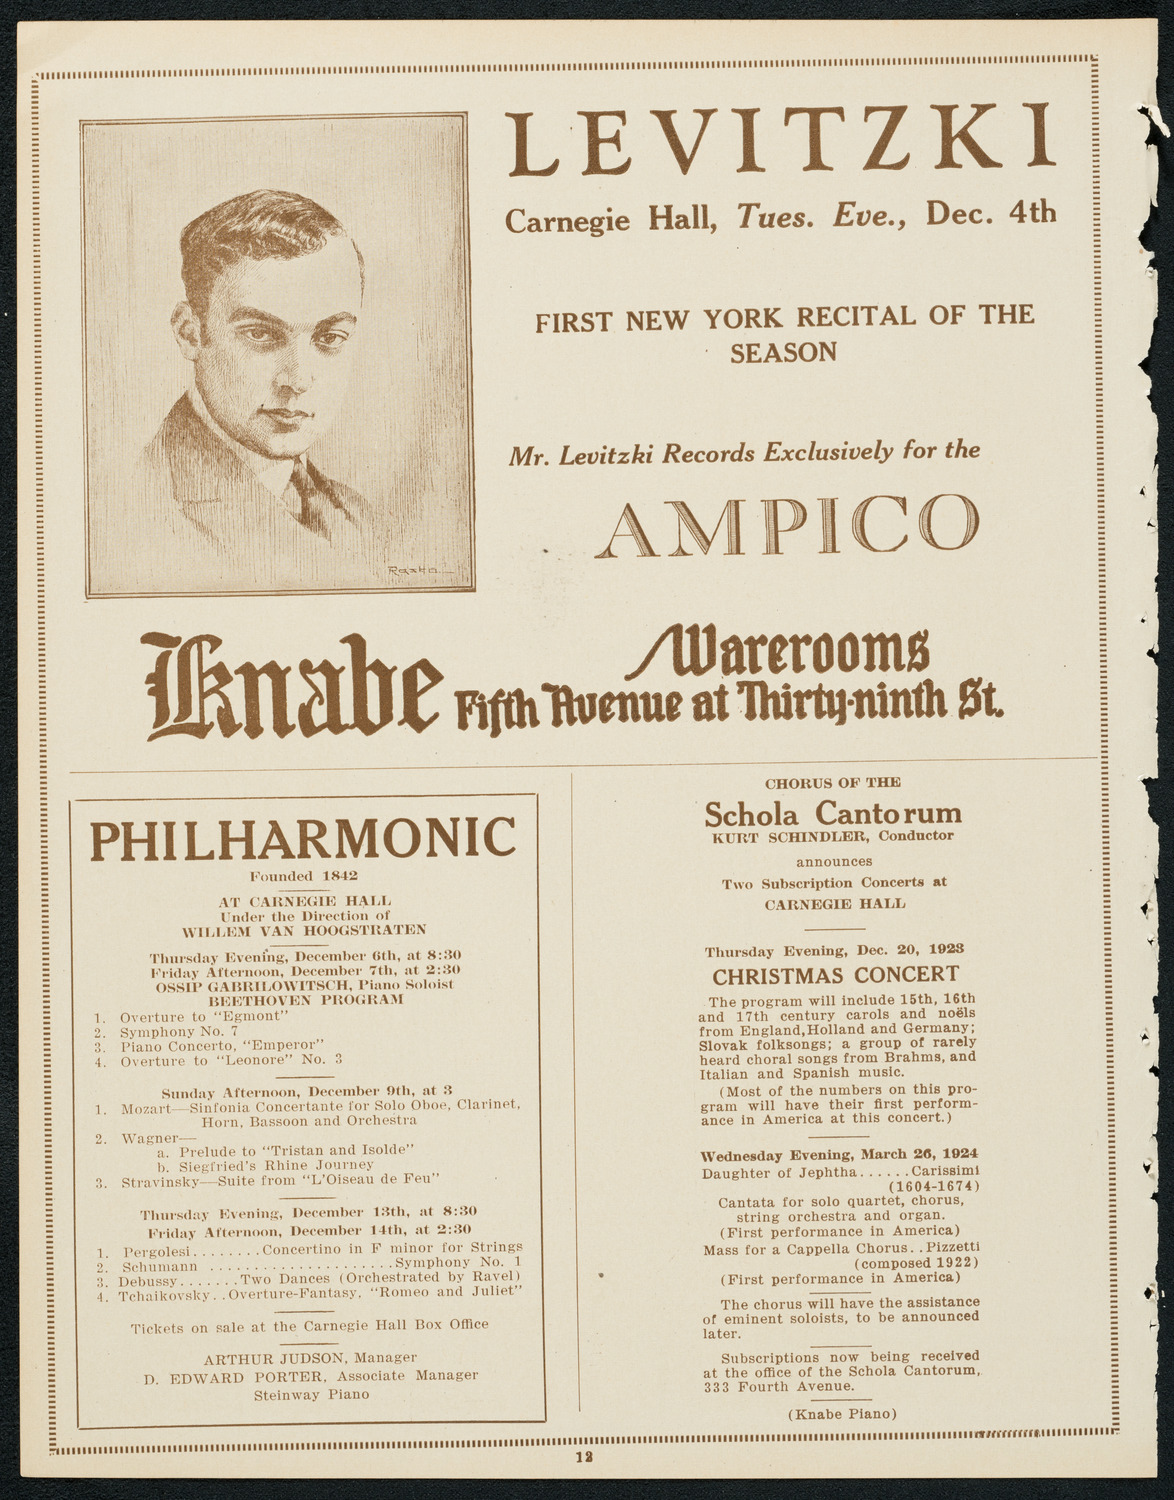 LEVITZKI
Carnegie Hall, Tues. Eve., Dec. 4th
FIRST NEW YORK RECITAL OF THE
SEASON
Mr. Levitzki Records Exclusively for the
AMPICO
Knabe Warerooms
Fifth Avenue at Thirty-ninth St.
PHILHARMONIC
Founded 1842
AT CARNEGIE HALL
Under the Direction of
WILLEM VAN HOOGSTRATEN
Thursday Evening, December 6th, at 8:30
Friday Afternoon, December 7th, at 2:30
OSSIP GABRILOWITSCH, Piano Soloist
BEETHOVEN PROGRAM
1. Overture to "Egmont"
2. Symphony No. 7
3. Piano Concerto, "Emperor"
4. Overture to "Leonore" No. 3
Sunday Afternoon, December 9th, at 3
1. Mozart—Sinfonia Concertante for Solo Oboe, Clarinet,
Horn, Bassoon and Orchestra
2. Wagner—
a. Prelude to "Tristan and Isolde"
b. Siegfried's Rhine Journey
3. Stravinsky—Suite from "L'Oiseau de Feu"
Thursday Evening, December 13th, at 8:30
Friday Afternoon, December 14th, at 2:30
1. Pergolesi........Concertino in F minor for Strings
2. Schumann .....................Symphony No. 1
3. Debussy.......Two Dances (Orchestrated by Ravel)
4. Tchaikovsky..Overture-Fantasy, "Romeo and Juliet"
Tickets on sale at the Carnegie Hall Box Office
ARTHUR JUDSON, Manager
D. EDWARD PORTER, Associate Manager
Steinway Piano
CHORUS OF THE
Schola Cantorum
KURT SCHINDLER, Conductor
announces
Two Subscription Concerts at
CARNEGIE HALL
Thursday Evening, Dec. 20, 1923
CHRISTMAS CONCERT
The program will include 15th, 16th
and 17th century carols and noëls
from England,Holland and Germany;
Slovak folksongs; a group of rarely
heard choral songs from Brahms, and
Italian and Spanish music.
(Most of the numbers on this pro-
gram will have their first perform-
ance in America at this concert.)
Wednesday Evening, March 26, 1924
Daughter of Jephtha......Carissimi
(1604-1674)
Cantata for solo quartet, chorus,
string orchestra and organ.
(First performance in America)
Mass for a Cappella Chorus..Pizzetti
(composed 1922)
(First performance in America)
The chorus will have the assistance
of eminent soloists, to be announced
later.
Subscriptions now being received
at the office of the Schola Cantorum,
333 Fourth Avenue.
(Knabe Piano)
12